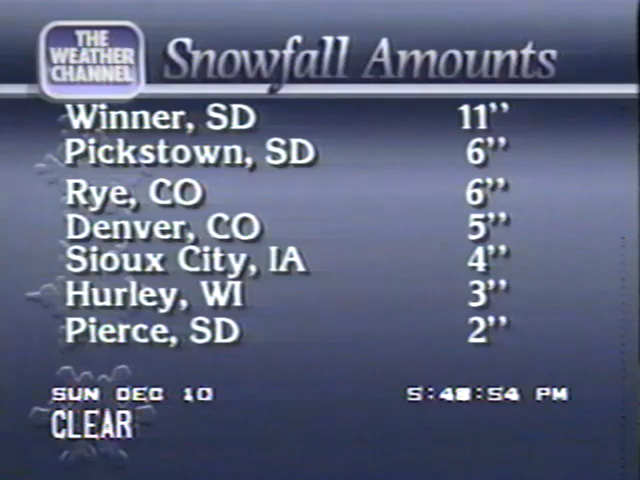 THE
WEATHER
CHANNEL
Snowfall Amounts
Winner, SD 11"
Pickstown, SD 6"
Rye, CO 6"
Denver, CO 5"
Sioux City, IA 4"
Hurley, WI 3"
Pierce, SD 2"
SUN DEC 10 5:48:54 PM
CLEAR